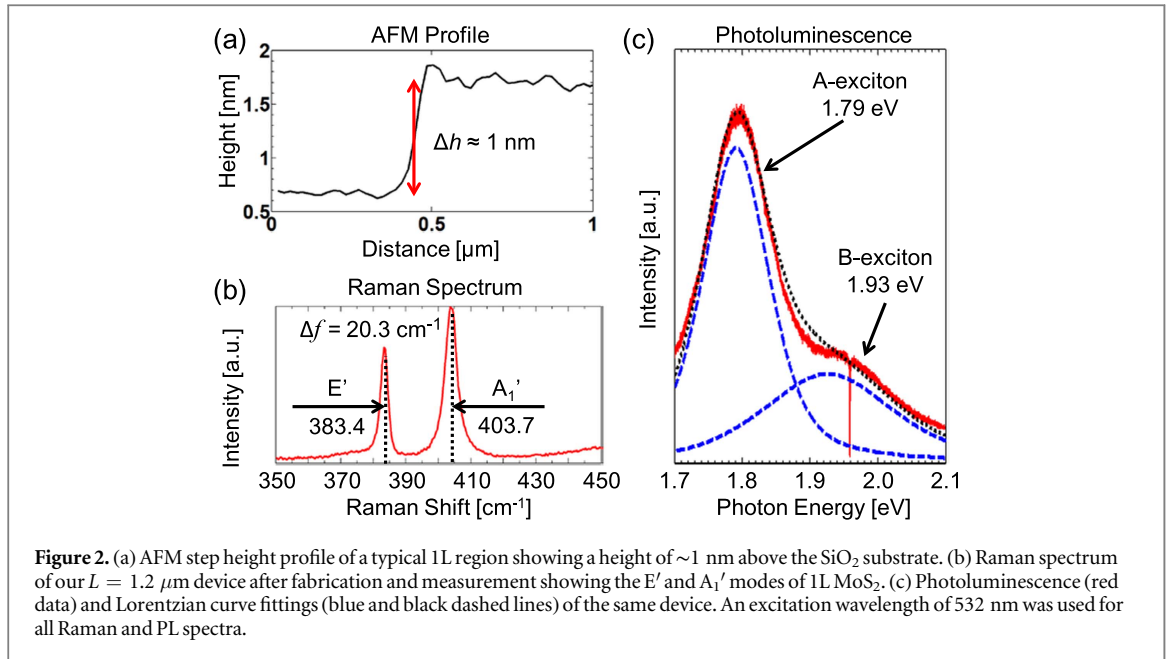 (a)
AFM Profile
2
1.5
1
0.5
Height [nm]
Δh ≈ 1 nm
0
0.5
1
Distance [µm]
(b)
Raman Spectrum
Δf = 20.3 cm⁻¹
Intensity [a.u.]
E'
383.4
A₁'
403.7
350
370
390
410
430
450
Raman Shift [cm⁻¹]
(c)
Photoluminescence
A-exciton
1.79 eV
B-exciton
1.93 eV
Intensity [a.u.]
1.7
1.8
1.9
2.0
2.1
Photon Energy [eV]
Figure 2. (a) AFM step height profile of a typical 1L region showing a height of ~1 nm above the SiO₂ substrate. (b) Raman spectrum
of our L = 1.2 μm device after fabrication and measurement showing the E′ and A₁′ modes of 1L MoS₂. (c) Photoluminescence (red
data) and Lorentzian curve fittings (blue and black dashed lines) of the same device. An excitation wavelength of 532 nm was used for
all Raman and PL spectra.